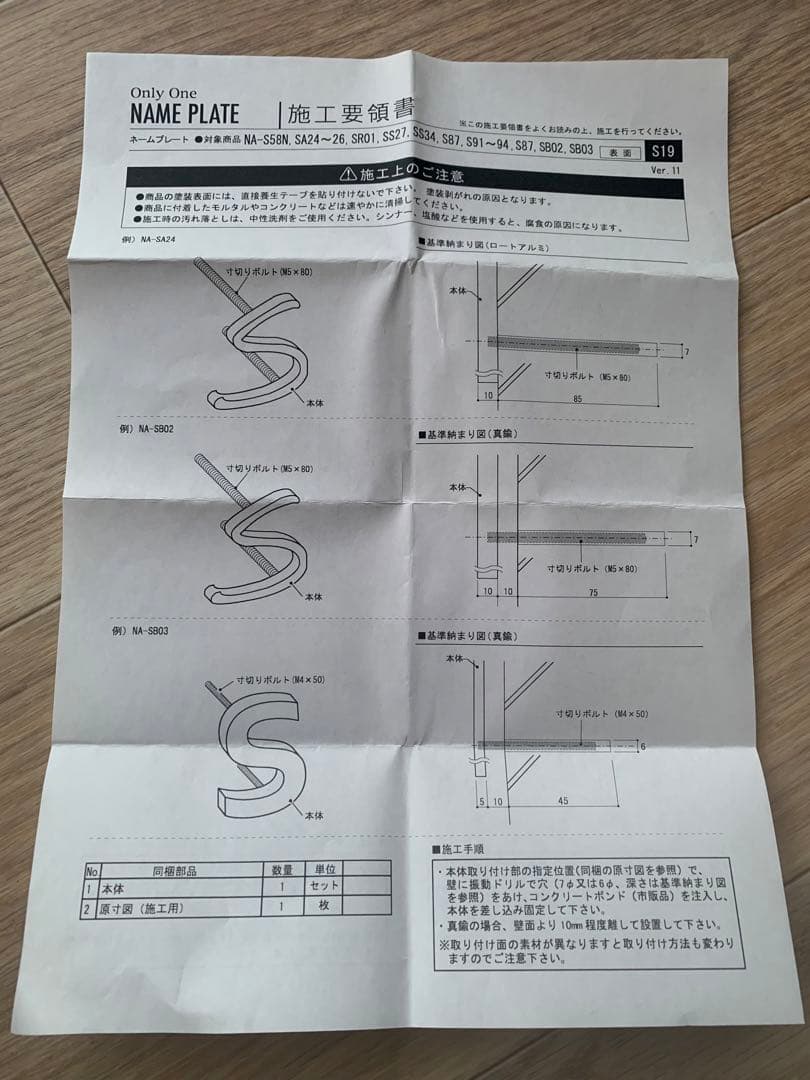 Only One
NAME PLATE
施工要領書
※この施工要領書をよくお読みの上、施工を行ってください。
ネームプレート ●対象商品 NA-S58N, SA24～26, SR01, SS27, SS34, S87, S91～94, S87, SB02, SB03
表面
S19
Ver.11
⚠施工上のご注意
●商品の塗装表面には、直接養生テープを貼り付けないで下さい。塗装剥がれの原因となります。
●商品に付着したモルタルやコンクリートなどは速やかに清掃してください。
●施工時の汚れ落としは、中性洗剤をご使用ください。シンナー、塩酸などを使用すると、腐食の原因になります。
例）NA-SA24
■基準納まり図(ロートアルミ)
寸切りボルト(M5×80)
本体
本体
寸切りボルト（M5×80）
7
10
85
例）NA-SB02
■基準納まり図(真鍮)
寸切りボルト(M5×80)
本体
本体
寸切りボルト（M5×80）
7
10
10
75
例）NA-SB03
■基準納まり図(真鍮)
寸切りボルト(M4×50)
本体
本体
寸切りボルト（M4×50）
6
5
10
45
No. 同梱部品 数量 単位
1 本体 1 セット
2 原寸図（施工用） 1 枚
■施工手順
・本体取り付け部の指定位置(同梱の原寸図を参照）で、
壁に振動ドリルで穴（7φ又は6φ、深さは基準納まり図
を参照）をあけ、コンクリートボンド（市販品）を注入し、
本体を差し込み固定して下さい。
・真鍮の場合、壁面より10mm程度離して設置して下さい。
※取り付け面の素材が異なりますと取り付け方法も変わり
ますのでご注意下さい。